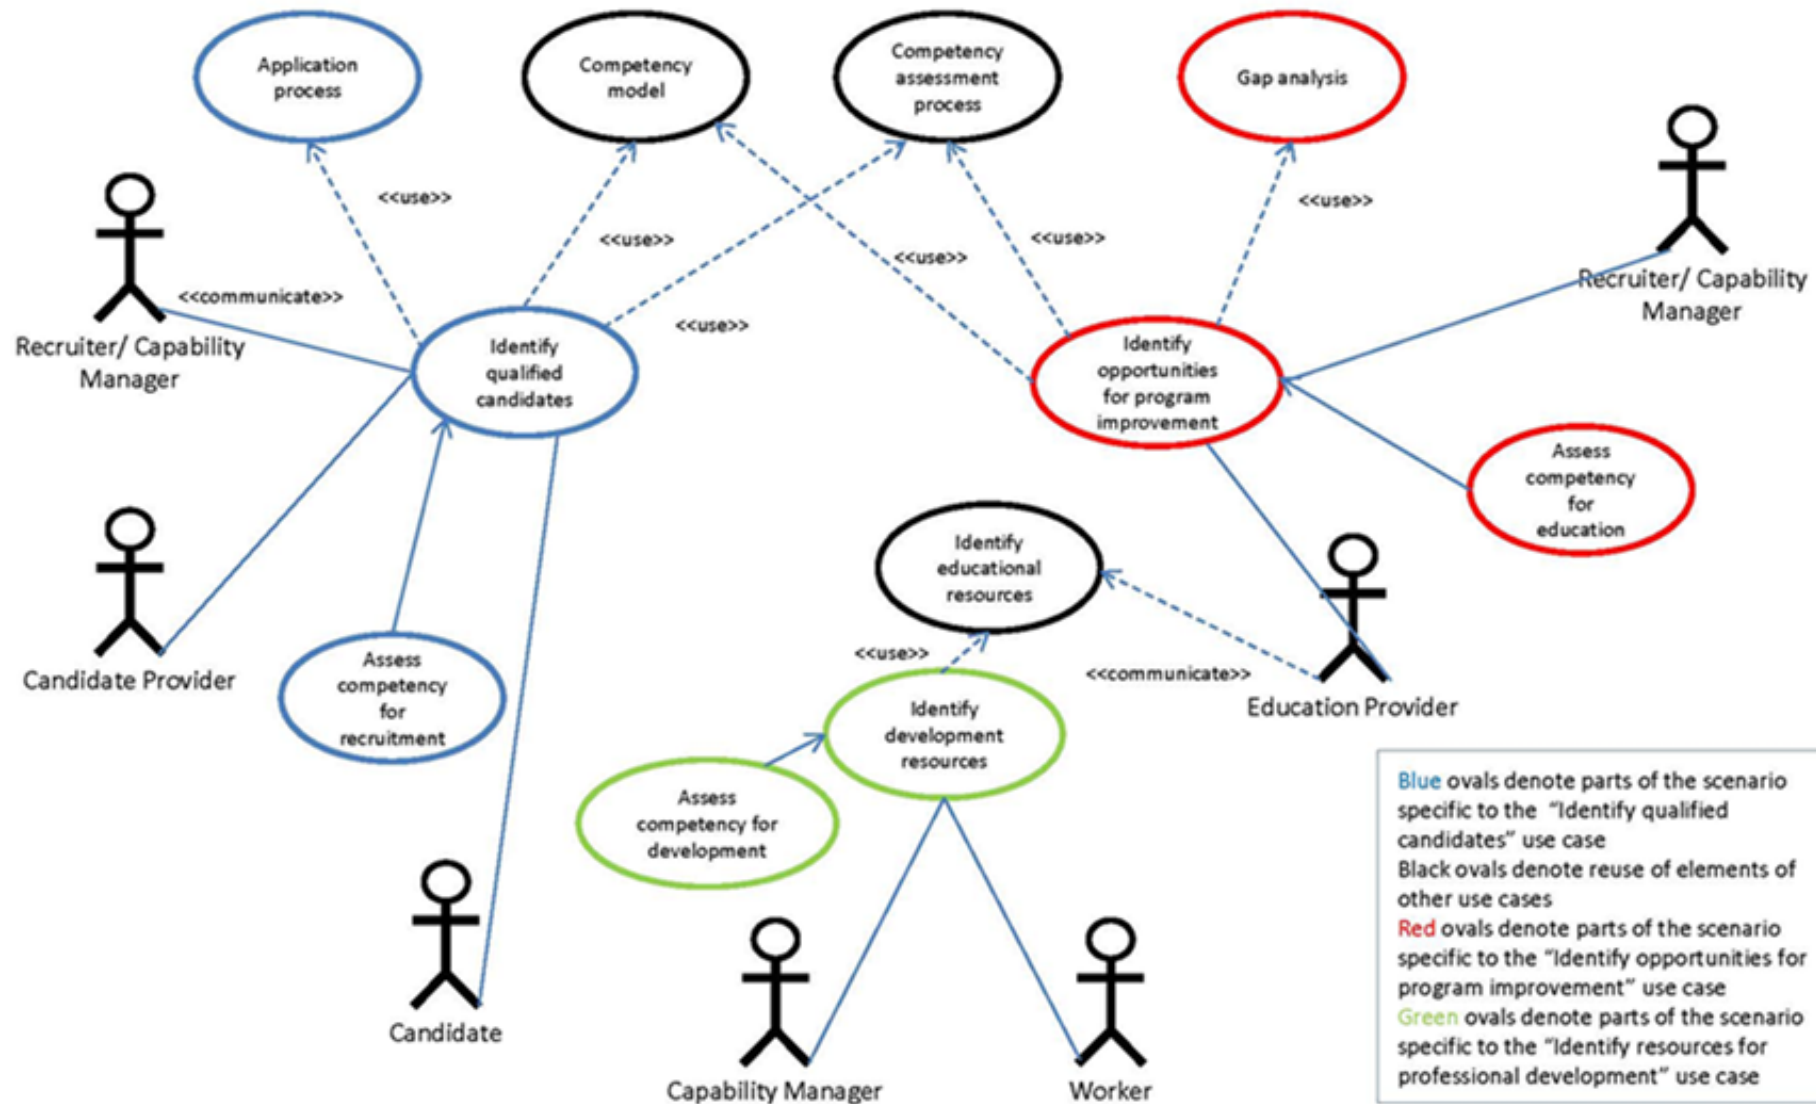 Application
process
Competency
model
Competency
assessment
process
Gap analysis
<<use>>
<<use>>
<<use>>
<<use>>
<<use>>
<<use>>
<<communicate>>
Recruiter/ Capability
Manager
Recruiter/ Capability
Manager
Identify
qualified
candidates
Identify
opportunities
for program
improvement
Assess
competency
for
education
Identify
educational
resources
Candidate Provider
Assess
competency
for
recruitment
<<use>>
<<communicate>>
Education Provider
Identify
development
resources
Assess
competency for
development
Candidate
Capability Manager
Worker
Blue ovals denote parts of the scenario
specific to the “Identify qualified
candidates” use case
Black ovals denote reuse of elements of
other use cases
Red ovals denote parts of the scenario
specific to the “Identify opportunities for
program improvement” use case
Green ovals denote parts of the scenario
specific to the “Identify resources for
professional development” use case